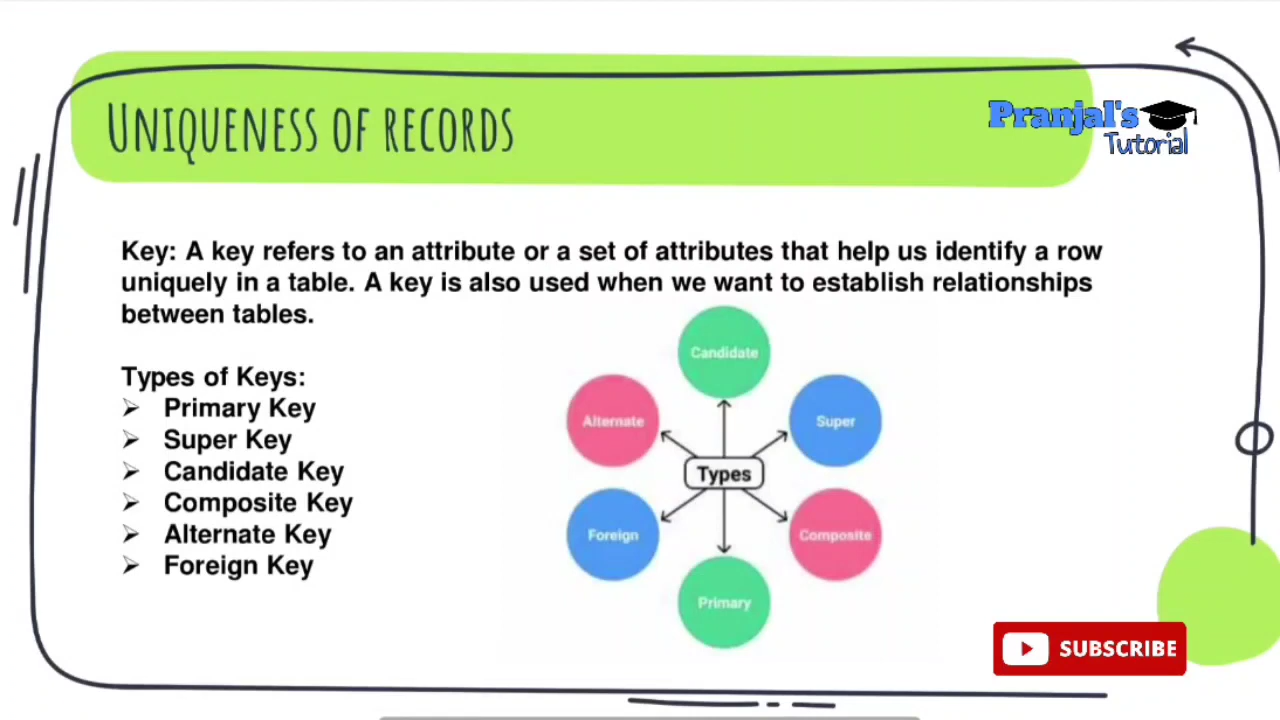 UNIQUENESS OF RECORDS
Pranjal's
Tutorial
Key: A key refers to an attribute or a set of attributes that help us identify a row
uniquely in a table. A key is also used when we want to establish relationships
between tables.
Types of Keys:
➢ Primary Key
➢ Super Key
➢ Candidate Key
➢ Composite Key
➢ Alternate Key
➢ Foreign Key
Candidate
Alternate
Super
Types
Foreign
Composite
Primary
SUBSCRIBE